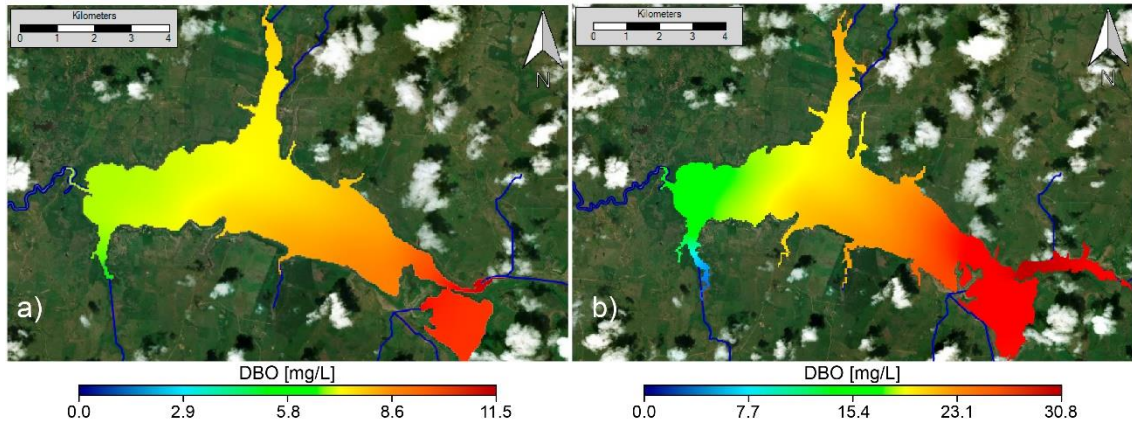 Kilometers
0 1 2 3 4
N
a)
Kilometers
0 1 2 3 4
N
b)
DBO [mg/L]
0.0 2.9 5.8 8.6 11.5
DBO [mg/L]
0.0 7.7 15.4 23.1 30.8